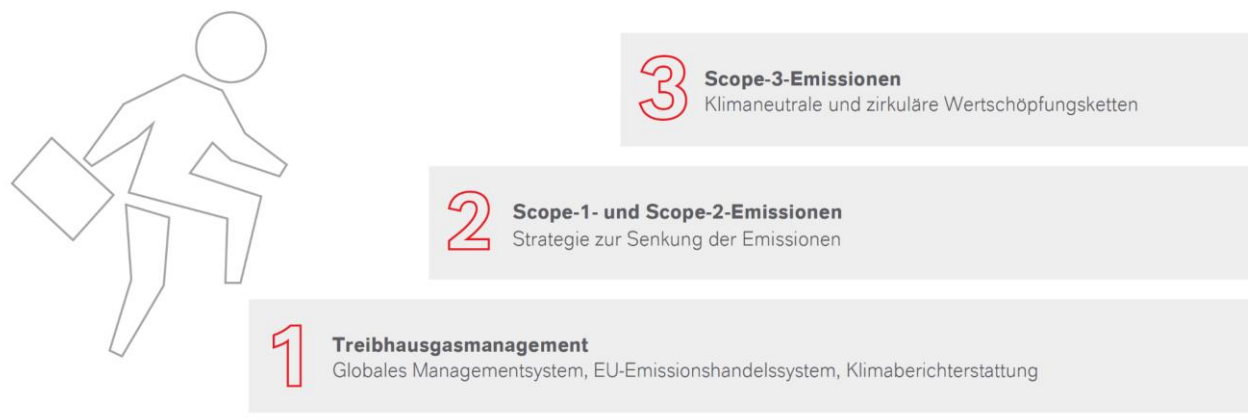 3
Scope-3-Emissionen
Klimaneutrale und zirkuläre Wertschöpfungsketten
2
Scope-1- und Scope-2-Emissionen
Strategie zur Senkung der Emissionen
1
Treibhausgasmanagement
Globales Managementsystem, EU-Emissionshandelssystem, Klimaberichterstattung